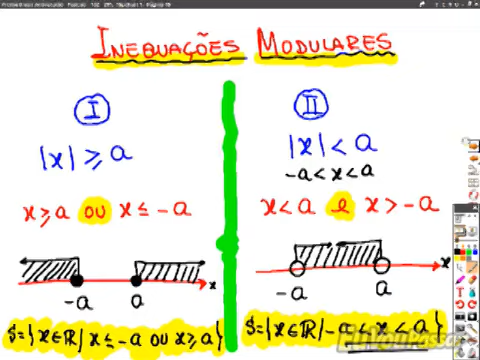 INEQUAÇÕES MODULARES
I
|x| ⩾ a
x ⩾ a ou x ≤ -a
-a a x
S={x∈ℝ/ x ≤ -a ou x ⩾ a}
II
|x| < a
-a < x < a
x < a e x > -a
-a a x
S={x∈ℝ/ -a < x < a}